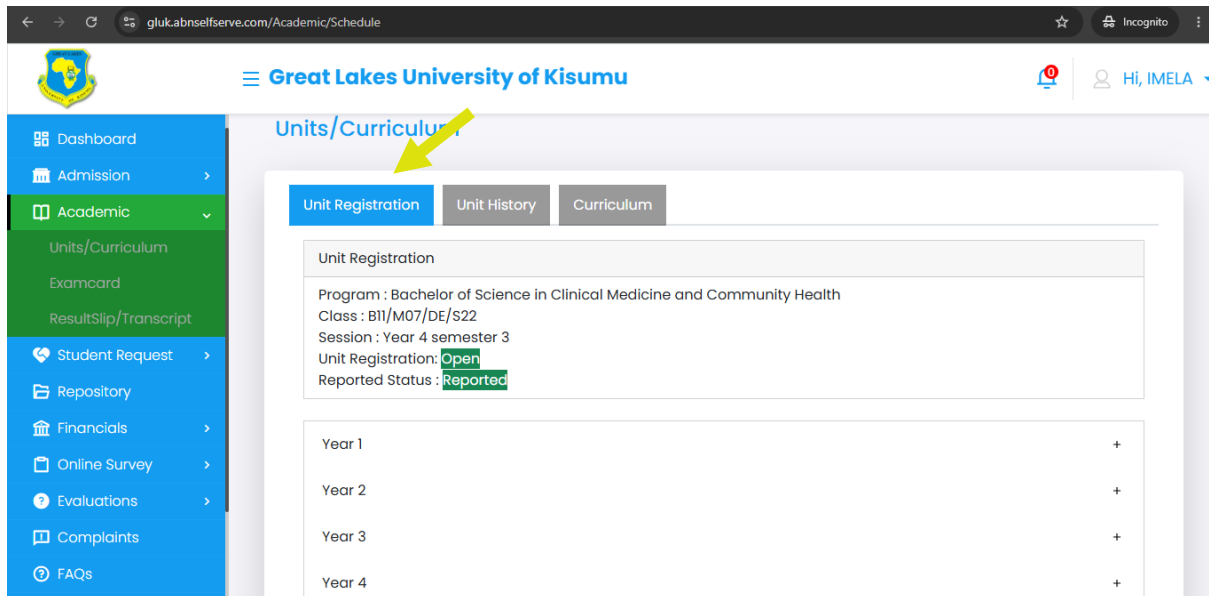 gluk.abnselfserve.com/Academic/Schedule
Incognito
Great Lakes University of Kisumu
0
Hi, IMELA
Dashboard
Admission
Academic
Units/Curriculum
Examcard
ResultSlip/Transcript
Student Request
Repository
Financials
Online Survey
Evaluations
Complaints
FAQs
Units/Curriculum
Unit Registration
Unit History
Curriculum
Unit Registration
Program : Bachelor of Science in Clinical Medicine and Community Health
Class : B11/M07/DE/S22
Session : Year 4 semester 3
Unit Registration: Open
Reported Status : Reported
Year 1 +
Year 2 +
Year 3 +
Year 4 +